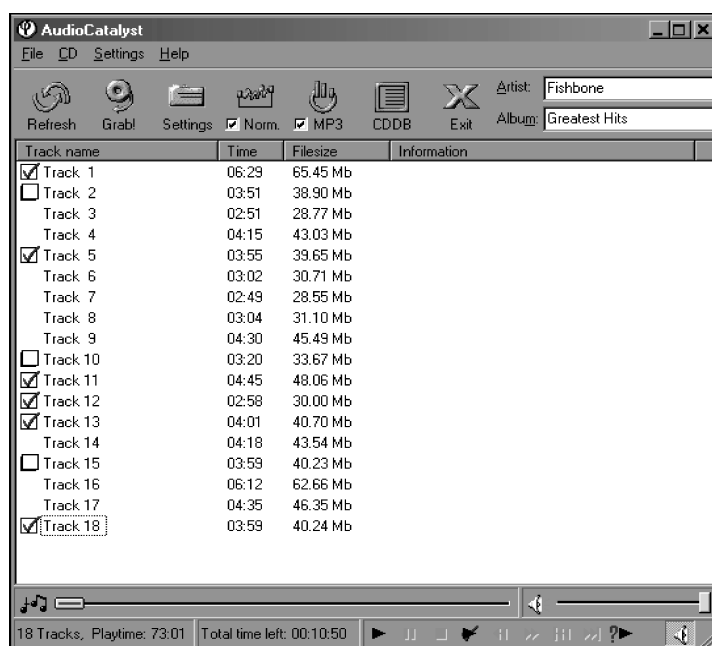 AudioCatalyst
File CD Settings Help
Refresh Grab! Settings Norm. MP3 CDDB Exit
Artist: Fishbone
Album: Greatest Hits
Track name Time Filesize Information
Track 1 06:29 65.45 Mb
Track 2 03:51 38.90 Mb
Track 3 02:51 28.77 Mb
Track 4 04:15 43.03 Mb
Track 5 03:55 39.65 Mb
Track 6 03:02 30.71 Mb
Track 7 02:49 28.55 Mb
Track 8 03:04 31.10 Mb
Track 9 04:30 45.49 Mb
Track 10 03:20 33.67 Mb
Track 11 04:45 48.06 Mb
Track 12 02:58 30.00 Mb
Track 13 04:01 40.70 Mb
Track 14 04:18 43.54 Mb
Track 15 03:59 40.23 Mb
Track 16 06:12 62.66 Mb
Track 17 04:35 46.35 Mb
Track 18 03:59 40.24 Mb
18 Tracks, Playtime: 73:01 Total time left: 00:10:50